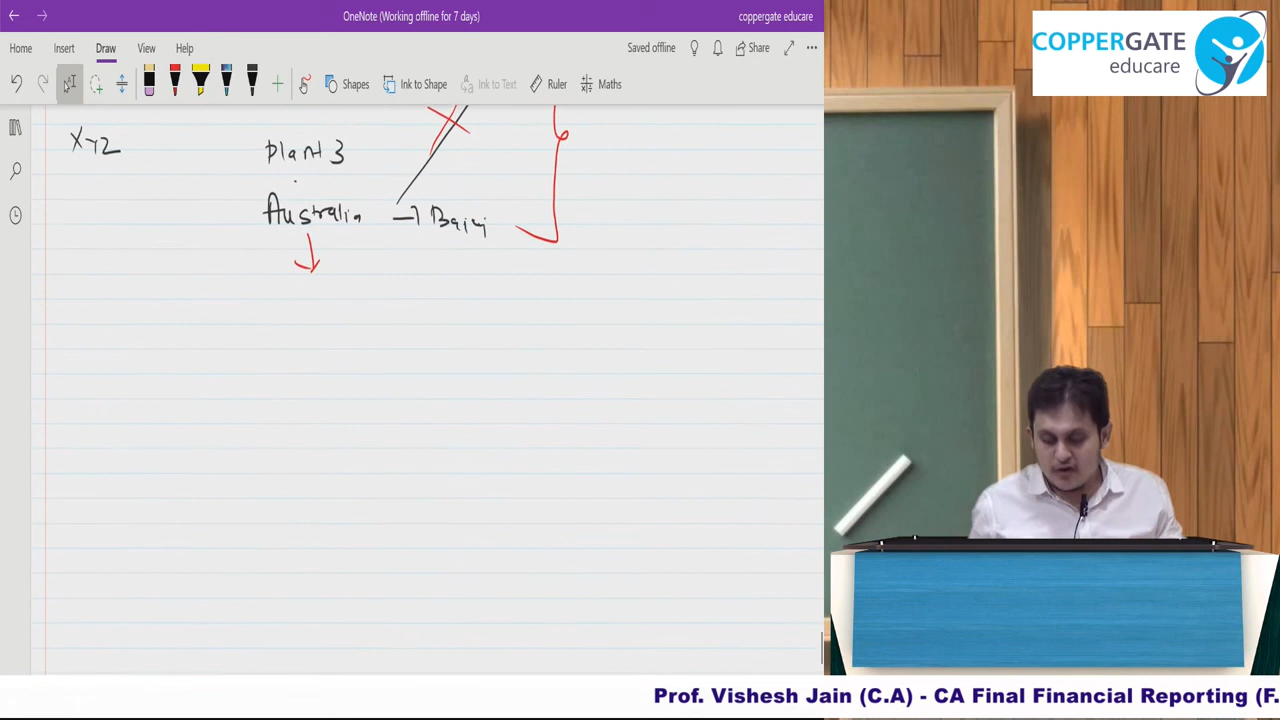 OneNote (Working offline for 7 days)
coppergate educare
Home Insert Draw View Help
Saved offline Share
Shapes Ink to Shape Ink to Text Ruler Maths
COPPERGATE
educare
XYZ
Plant 3
Australia → Bajaj
Prof. Vishesh Jain (C.A) - CA Final Financial Reporting (F.